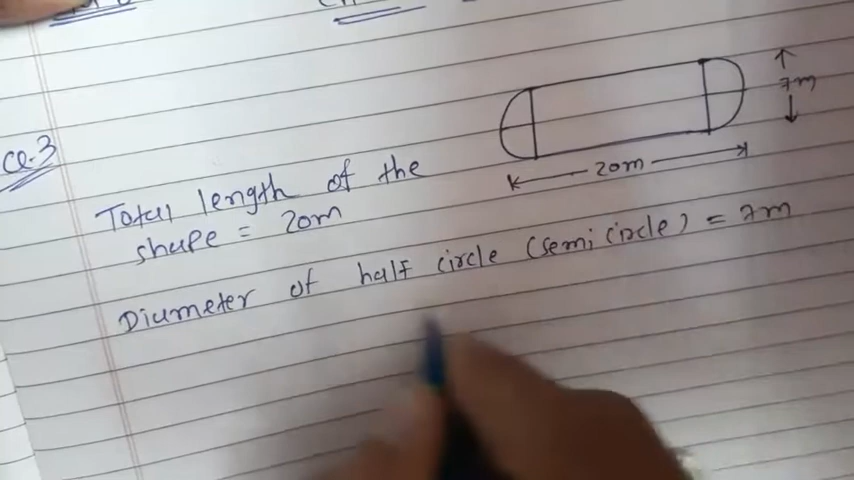 7m
20m
Q.3
Total length of the
shape = 20m
Diameter of half circle (semi circle) = 7m